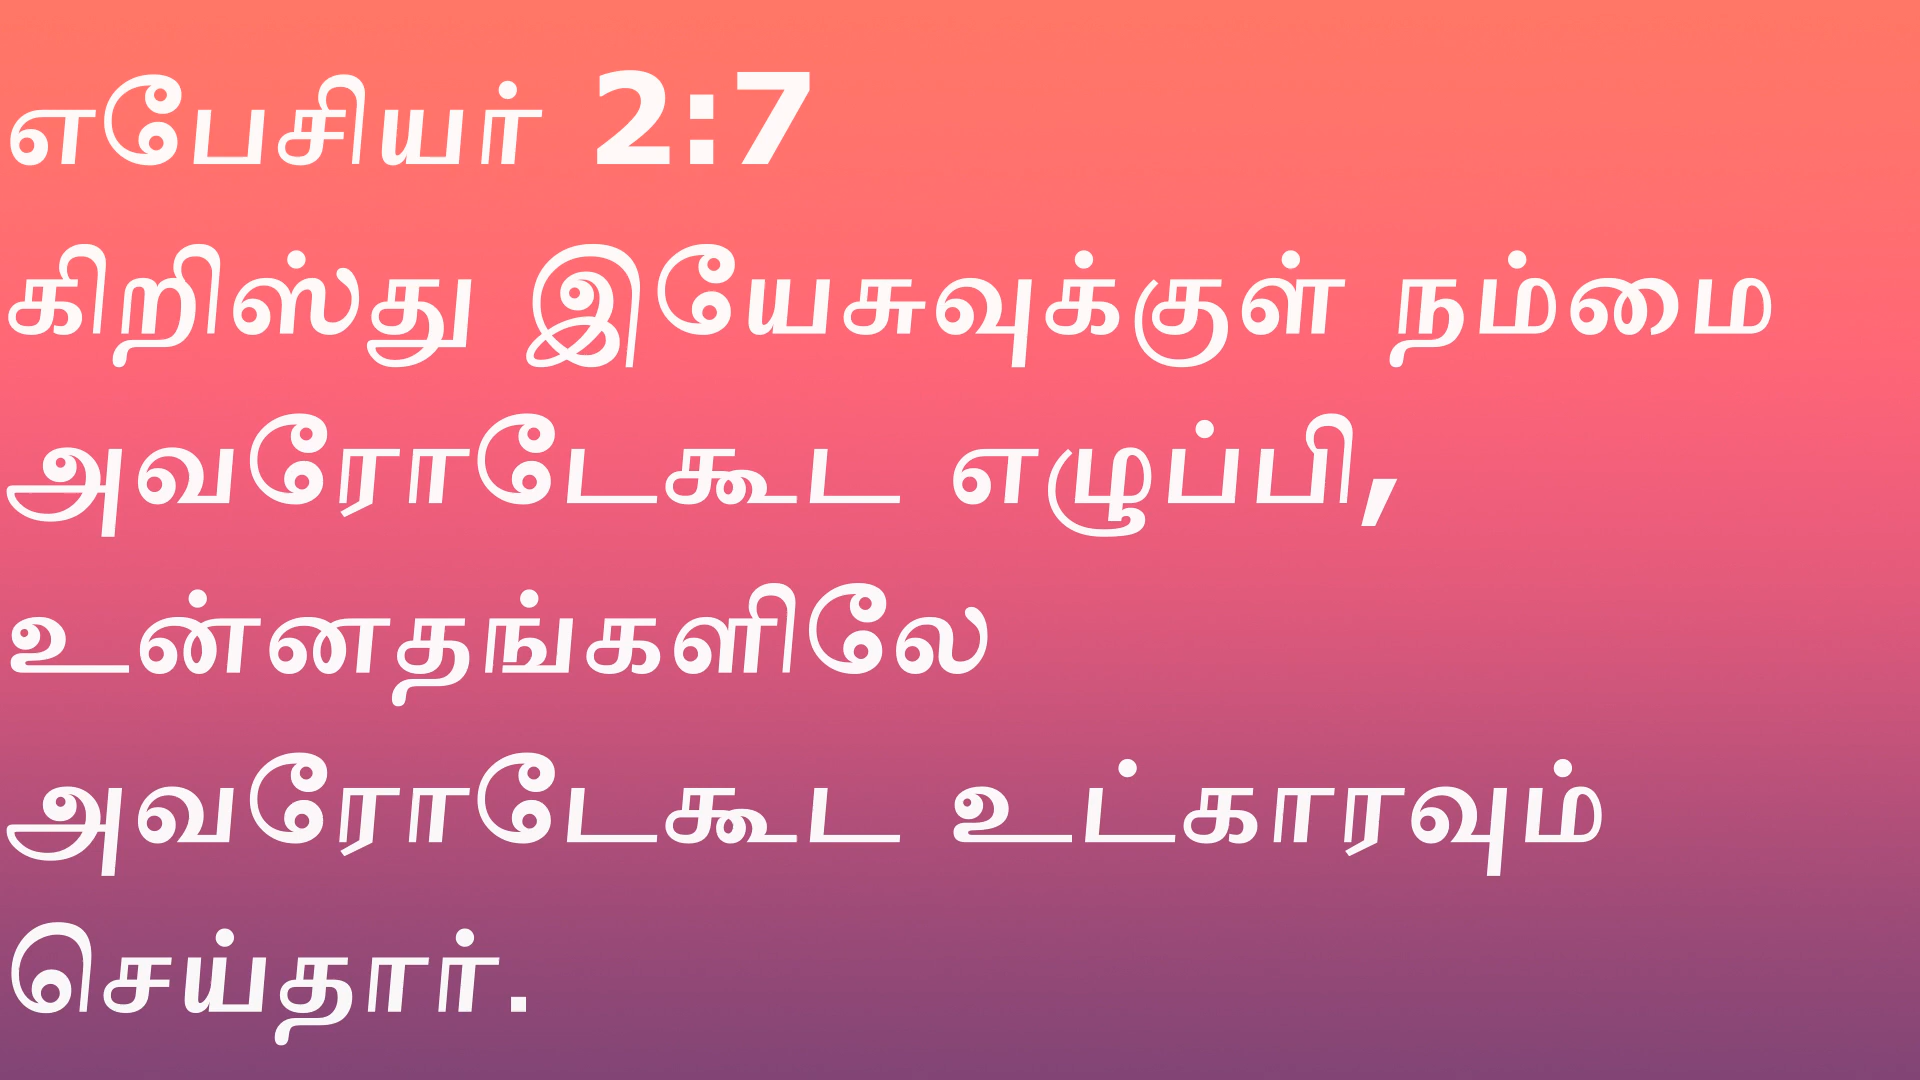 எபேசியர் 2:7
கிறிஸ்து இயேசுவுக்குள் நம்மை
அவரோடேகூட எழுப்பி,
உன்னதங்களிலே
அவரோடேகூட உட்காரவும்
செய்தார்.